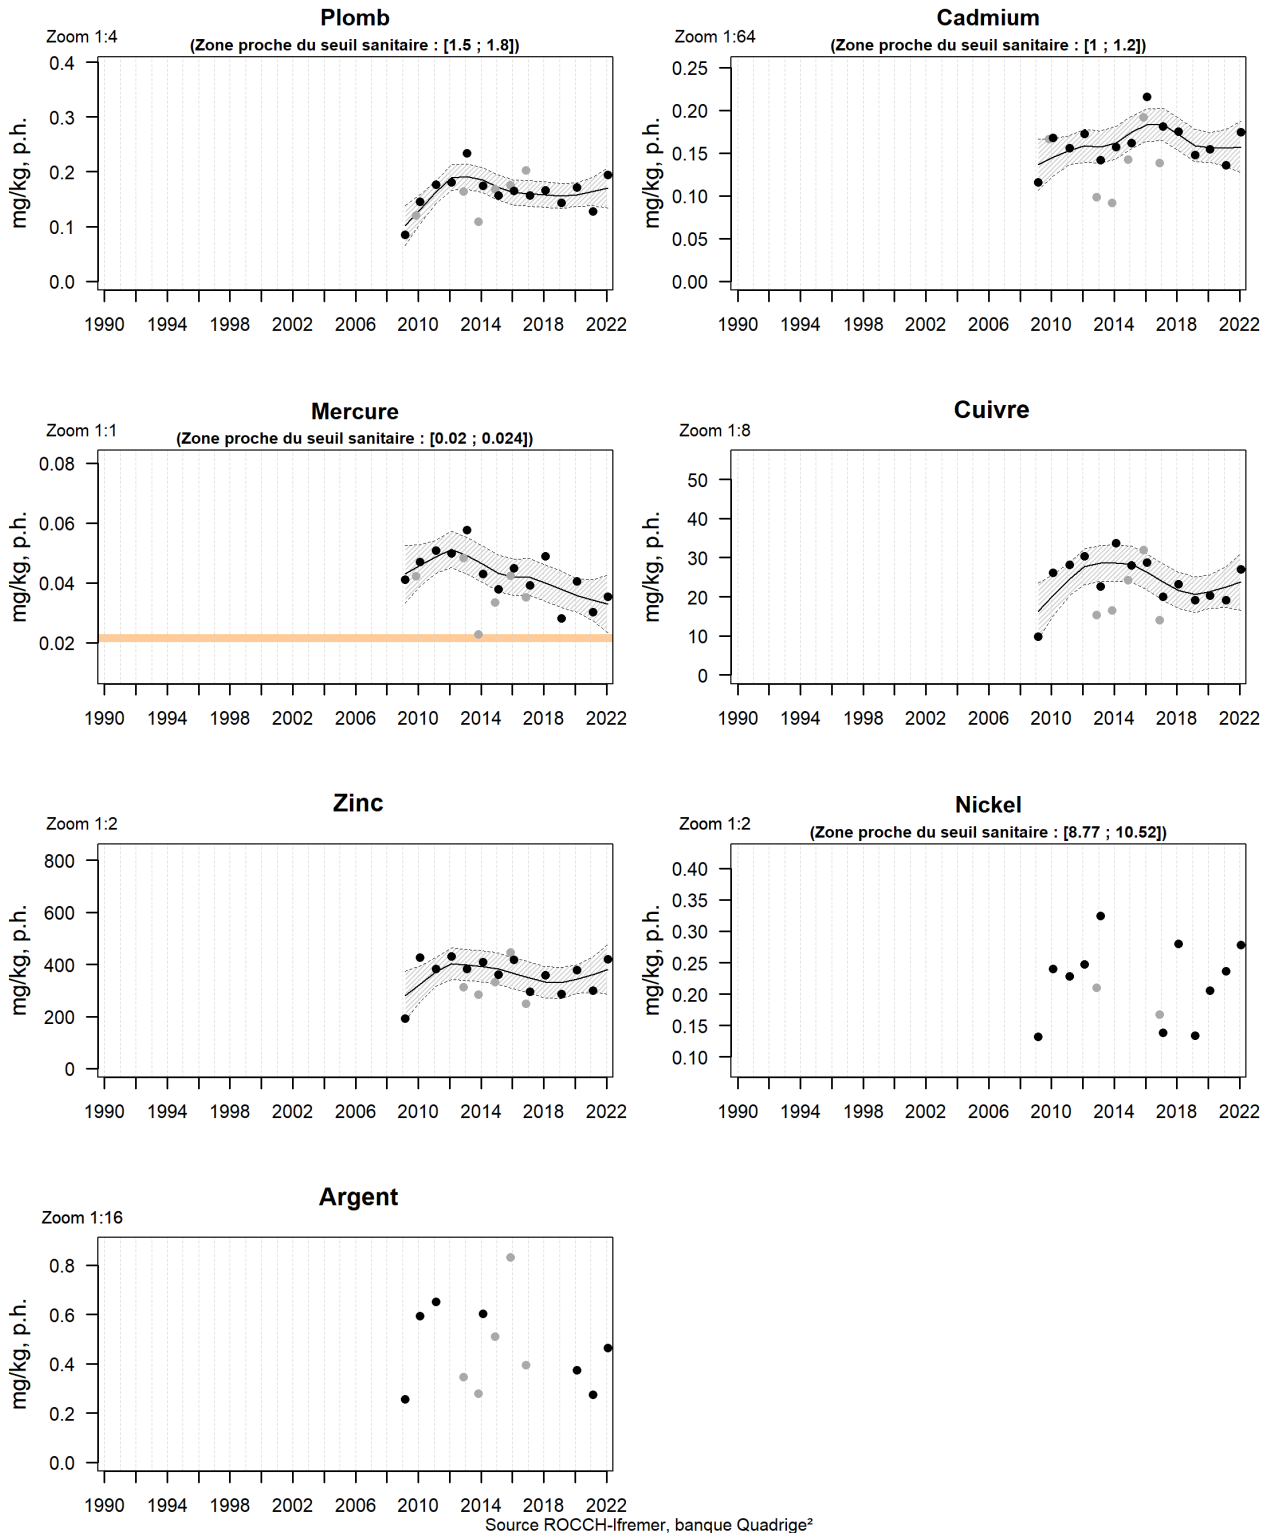 Plomb
Zoom 1:4
(Zone proche du seuil sanitaire : [1.5 ; 1.8])
mg/kg, p.h.
0.4
0.3
0.2
0.1
0.0
1990 1994 1998 2002 2006 2010 2014 2018 2022
Cadmium
Zoom 1:64
(Zone proche du seuil sanitaire : [1 ; 1.2])
mg/kg, p.h.
0.25
0.20
0.15
0.10
0.05
0.00
1990 1994 1998 2002 2006 2010 2014 2018 2022
Mercure
Zoom 1:1
(Zone proche du seuil sanitaire : [0.02 ; 0.024])
mg/kg, p.h.
0.08
0.06
0.04
0.02
1990 1994 1998 2002 2006 2010 2014 2018 2022
Cuivre
Zoom 1:8
mg/kg, p.h.
50
40
30
20
10
0
1990 1994 1998 2002 2006 2010 2014 2018 2022
Zinc
Zoom 1:2
mg/kg, p.h.
800
600
400
200
0
1990 1994 1998 2002 2006 2010 2014 2018 2022
Nickel
Zoom 1:2
(Zone proche du seuil sanitaire : [8.77 ; 10.52])
mg/kg, p.h.
0.40
0.35
0.30
0.25
0.20
0.15
0.10
1990 1994 1998 2002 2006 2010 2014 2018 2022
Argent
Zoom 1:16
mg/kg, p.h.
0.8
0.6
0.4
0.2
0.0
1990 1994 1998 2002 2006 2010 2014 2018 2022
Source ROCCH-Ifremer, banque Quadrige²